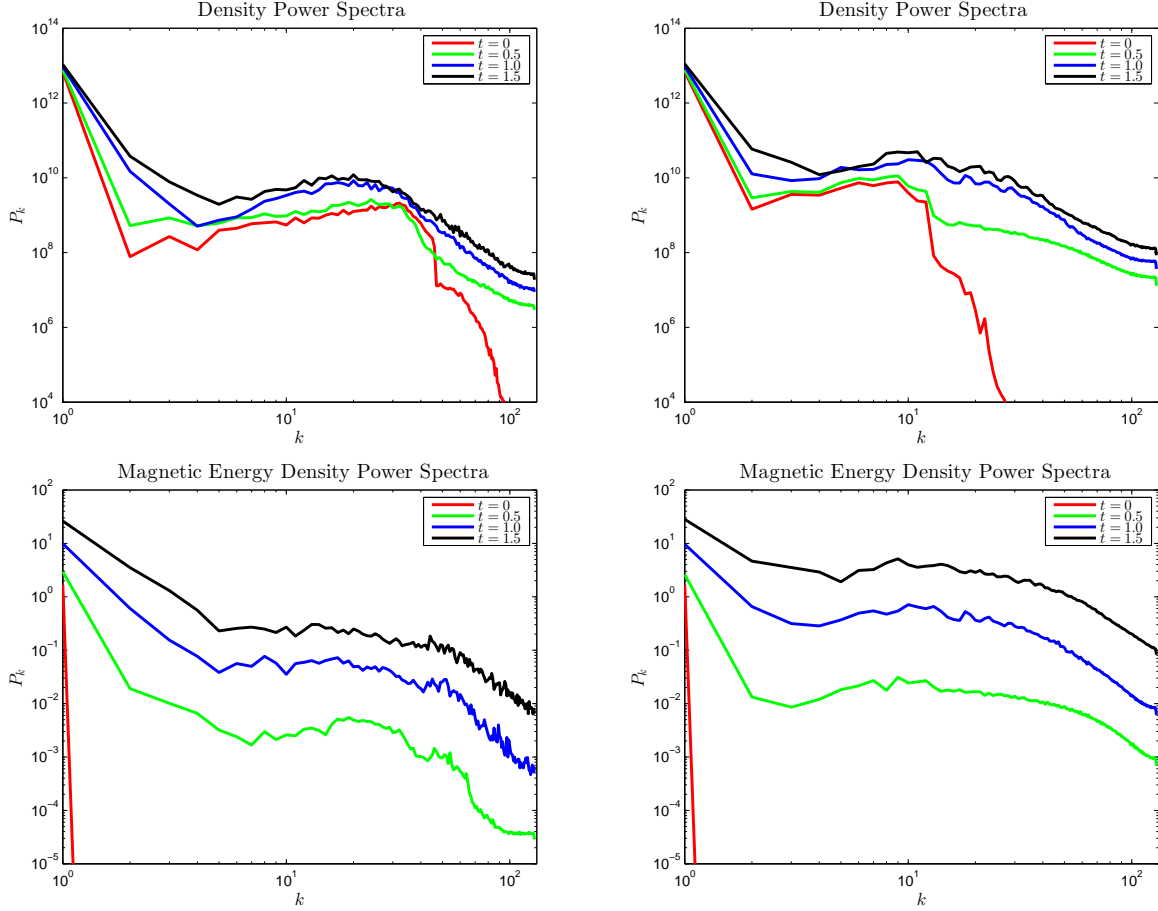 Density Power Spectra
10^14
10^12
10^10
10^8
10^6
10^4
P_k
10^0
10^1
10^2
k
t = 0
t = 0.5
t = 1.0
t = 1.5
Density Power Spectra
10^14
10^12
10^10
10^8
10^6
10^4
P_k
10^0
10^1
10^2
k
t = 0
t = 0.5
t = 1.0
t = 1.5
Magnetic Energy Density Power Spectra
10^2
10^1
10^0
10^-1
10^-2
10^-3
10^-4
10^-5
P_k
10^0
10^1
10^2
k
t = 0
t = 0.5
t = 1.0
t = 1.5
Magnetic Energy Density Power Spectra
10^2
10^1
10^0
10^-1
10^-2
10^-3
10^-4
10^-5
P_k
10^0
10^1
10^2
k
t = 0
t = 0.5
t = 1.0
t = 1.5